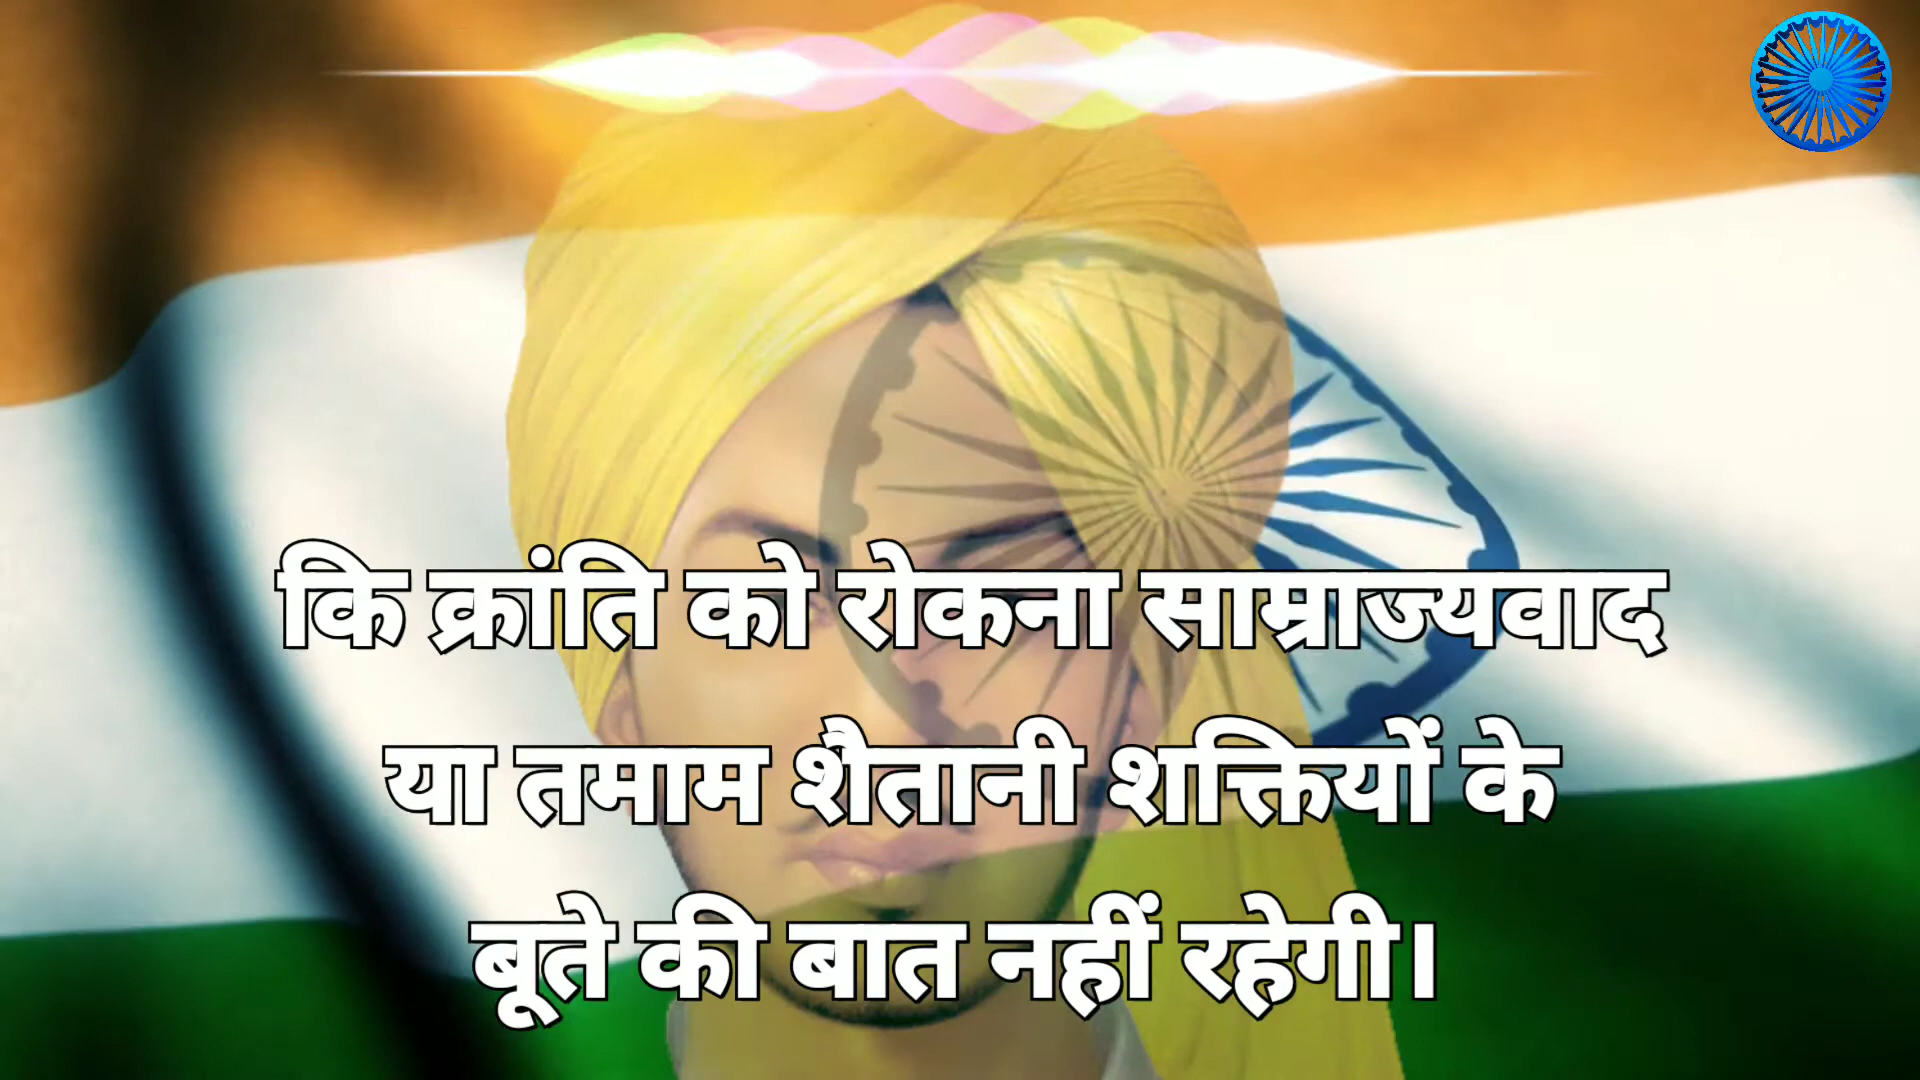 कि क्रांति को रोकना साम्राज्यवाद
या तमाम शैतानी शक्तियों के
बूते की बात नहीं रहेगी।